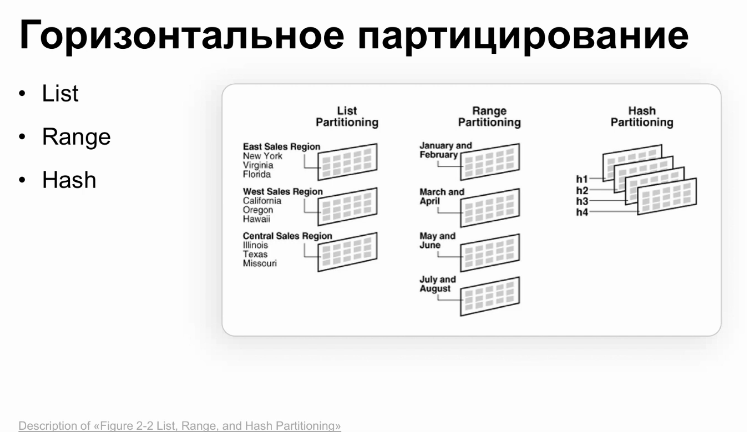 Горизонтальное партицирование
• List
• Range
• Hash
List
Partitioning
East Sales Region
New York
Virginia
Florida
West Sales Region
California
Oregon
Hawaii
Central Sales Region
Illinois
Texas
Missouri
Range
Partitioning
January and
February
March and
April
May and
June
July and
August
Hash
Partitioning
h1
h2
h3
h4
Description of «Figure 2-2 List, Range, and Hash Partitioning»